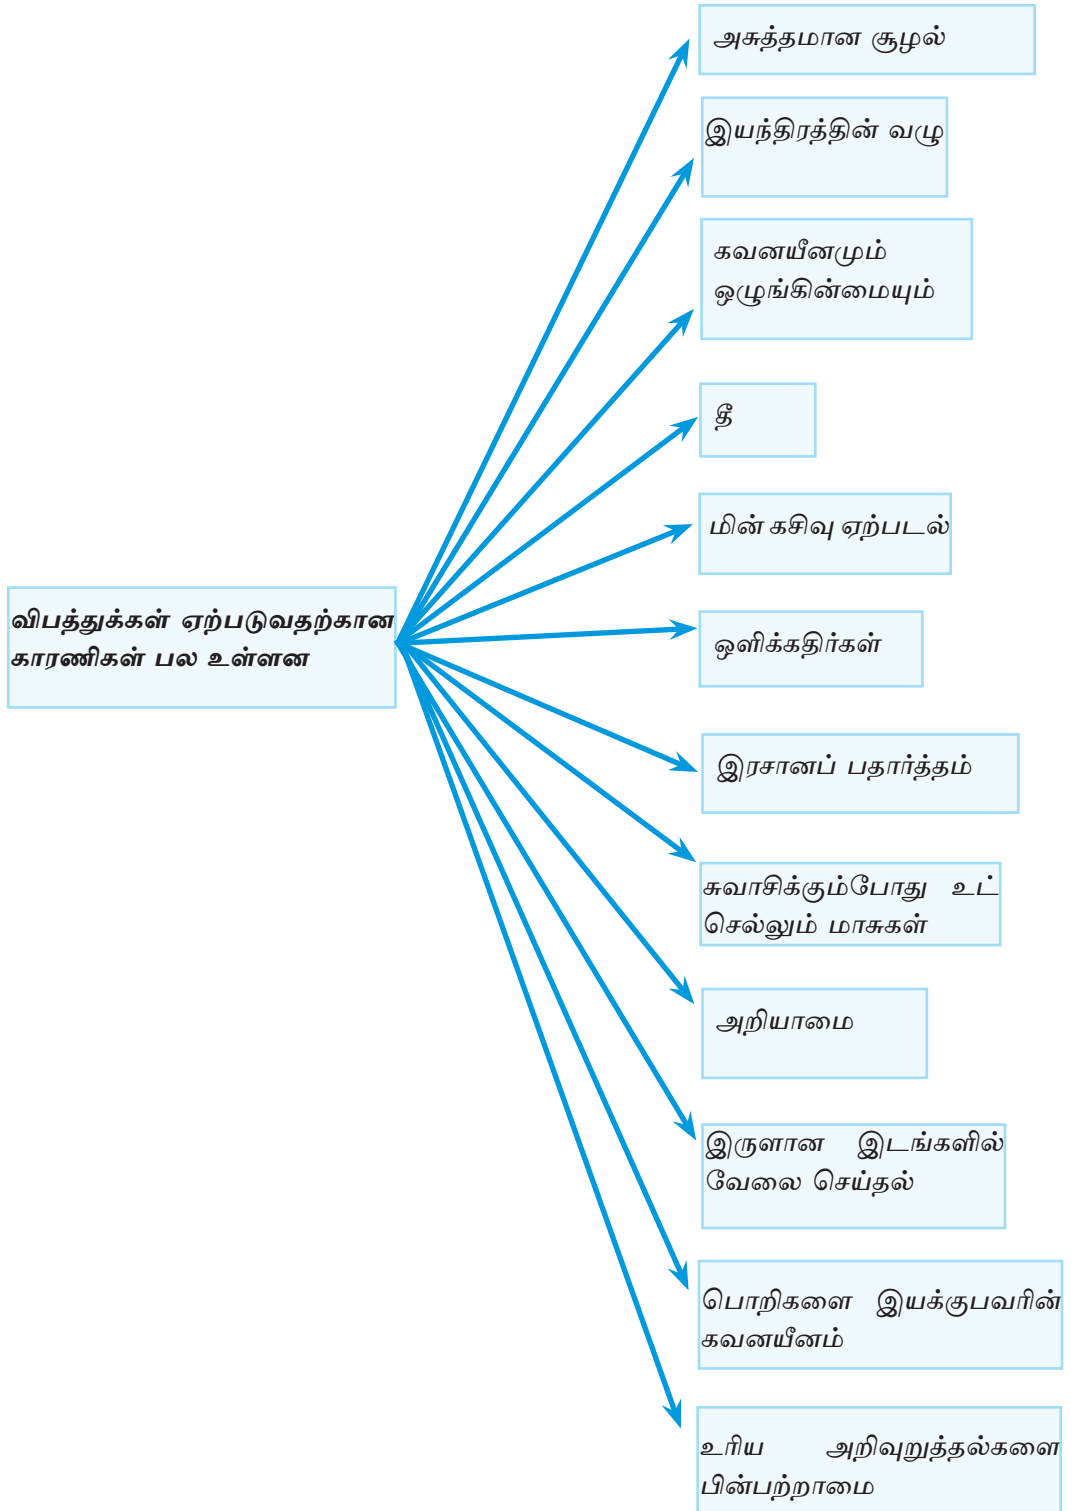 அசுத்தமான சூழல்
இயந்திரத்தின் வழு
கவனயீனமும்
ஒழுங்கின்மையும்
தீ
மின் கசிவு ஏற்படல்
விபத்துக்கள் ஏற்படுவதற்கான
காரணிகள் பல உள்ளன
ஒளிக்கதிர்கள்
இரசானப் பதார்த்தம்
சுவாசிக்கும்போது உட்
செல்லும் மாசுகள்
அறியாமை
இருளான இடங்களில்
வேலை செய்தல்
பொறிகளை இயக்குபவரின்
கவனயீனம்
உரிய அறிவுறுத்தல்களை
பின்பற்றாமை